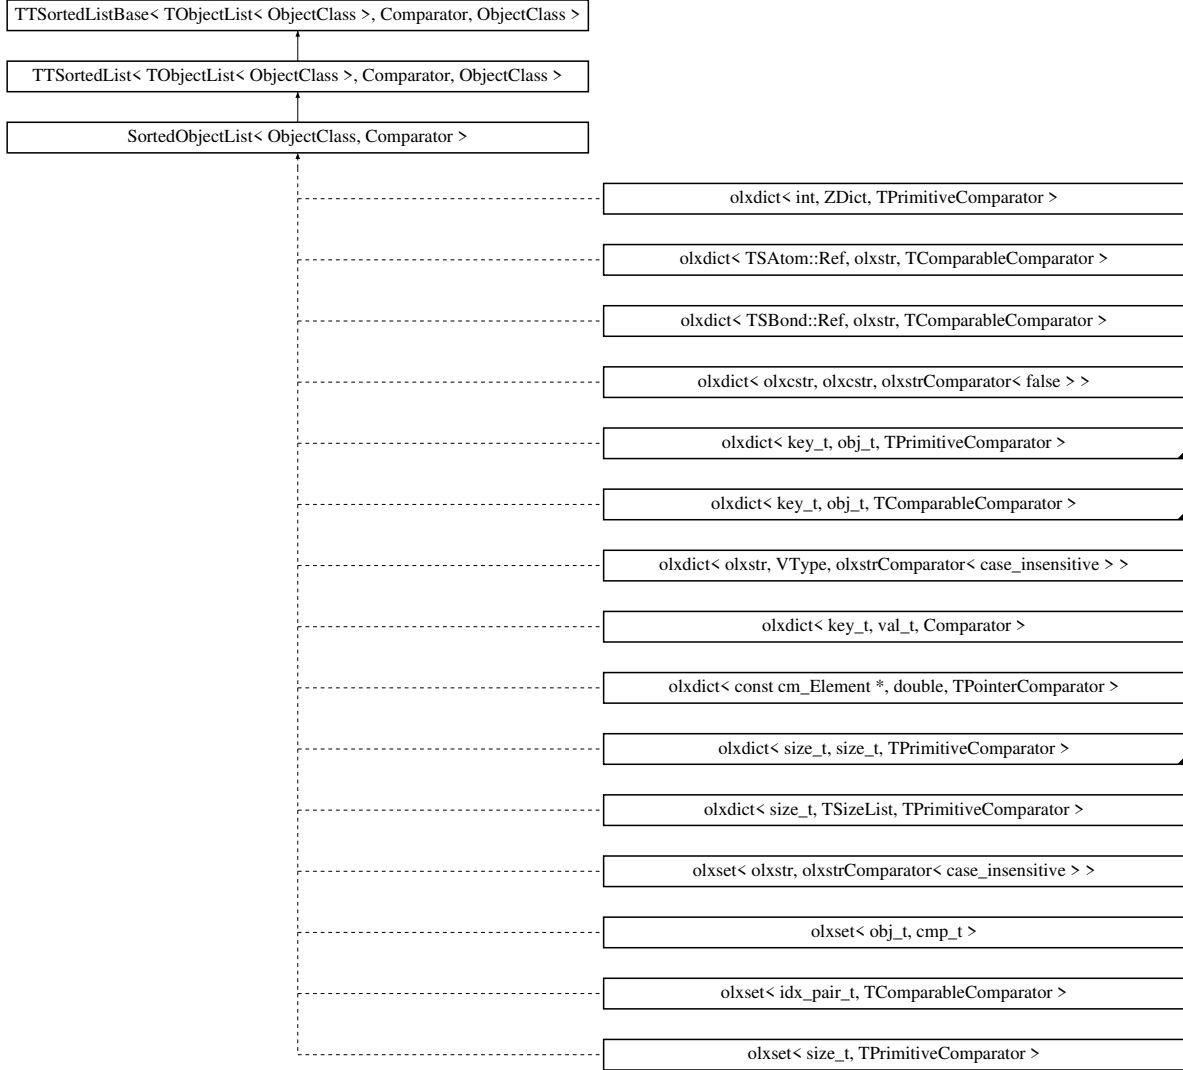 TTSortedListBase< TObjectList< ObjectClass >, Comparator, ObjectClass >
TTSortedList< TObjectList< ObjectClass >, Comparator, ObjectClass >
SortedObjectList< ObjectClass, Comparator >
olxdict< int, ZDict, TPrimitiveComparator >
olxdict< TSAtom::Ref, olxstr, TComparableComparator >
olxdict< TSBond::Ref, olxstr, TComparableComparator >
olxdict< olxcstr, olxcstr, olxstrComparator< false > >
olxdict< key_t, obj_t, TPrimitiveComparator >
olxdict< key_t, obj_t, TComparableComparator >
olxdict< olxstr, VType, olxstrComparator< case_insensitive > >
olxdict< key_t, val_t, Comparator >
olxdict< const cm_Element *, double, TPointerComparator >
olxdict< size_t, size_t, TPrimitiveComparator >
olxdict< size_t, TSizeList, TPrimitiveComparator >
olxset< olxstr, olxstrComparator< case_insensitive > >
olxset< obj_t, cmp_t >
olxset< idx_pair_t, TComparableComparator >
olxset< size_t, TPrimitiveComparator >